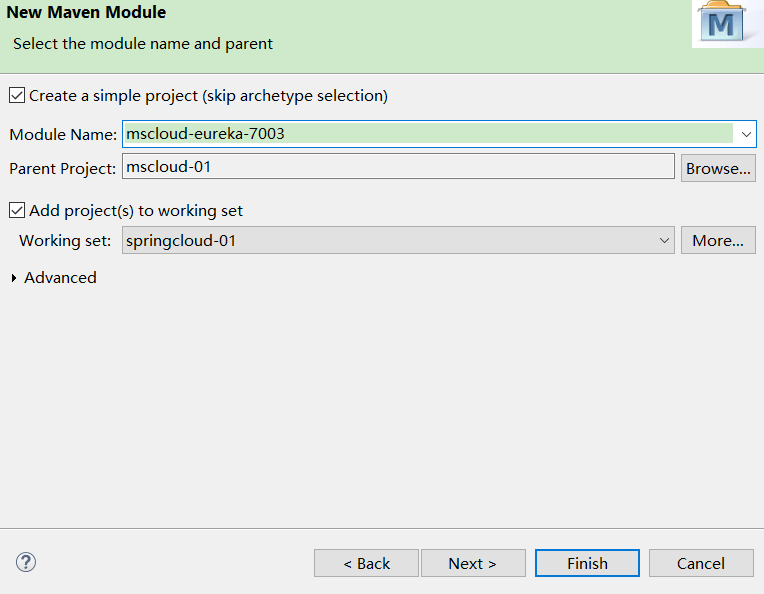 New Maven Module
Select the module name and parent
M
Create a simple project (skip archetype selection)
Module Name: mscloud-eureka-7003
Parent Project: mscloud-01 Browse...
Add project(s) to working set
Working set: springcloud-01 More...
Advanced
? < Back Next > Finish Cancel